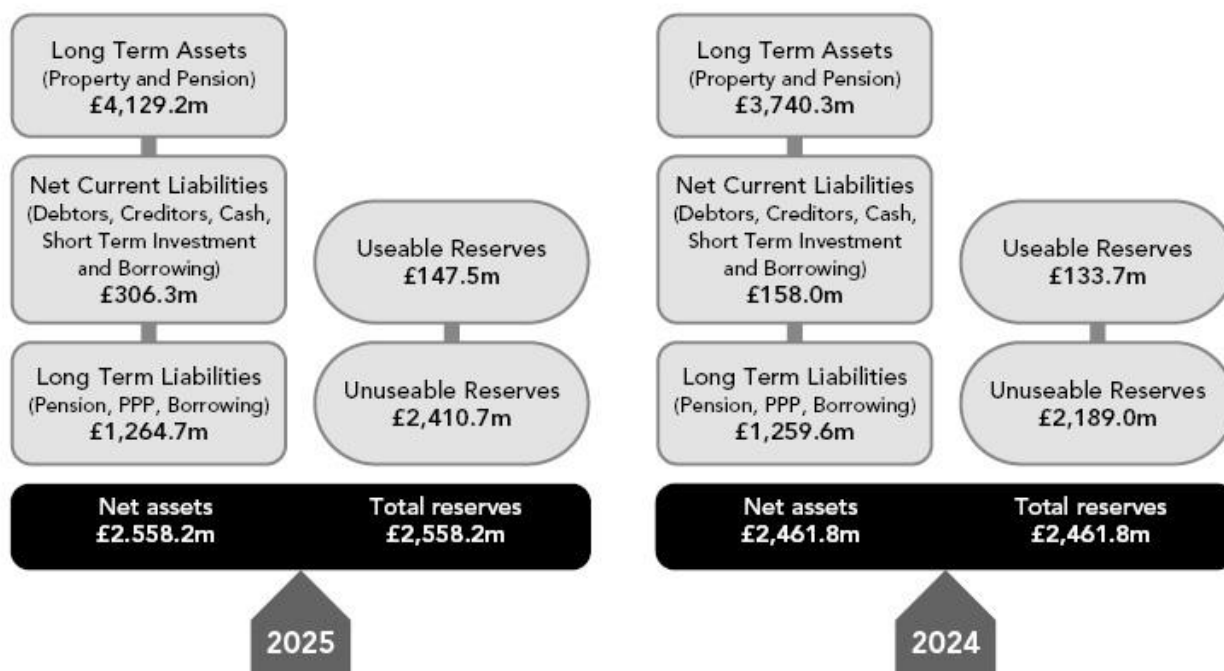 Long Term Assets
(Property and Pension)
£4,129.2m
Net Current Liabilities
(Debtors, Creditors, Cash,
Short Term Investment
and Borrowing)
£306.3m
Long Term Liabilities
(Pension, PPP, Borrowing)
£1,264.7m
Useable Reserves
£147.5m
Unuseable Reserves
£2,410.7m
Net assets
£2.558.2m
Total reserves
£2,558.2m
2025
Long Term Assets
(Property and Pension)
£3,740.3m
Net Current Liabilities
(Debtors, Creditors, Cash,
Short Term Investment
and Borrowing)
£158.0m
Long Term Liabilities
(Pension, PPP, Borrowing)
£1,259.6m
Useable Reserves
£133.7m
Unuseable Reserves
£2,189.0m
Net assets
£2,461.8m
Total reserves
£2,461.8m
2024